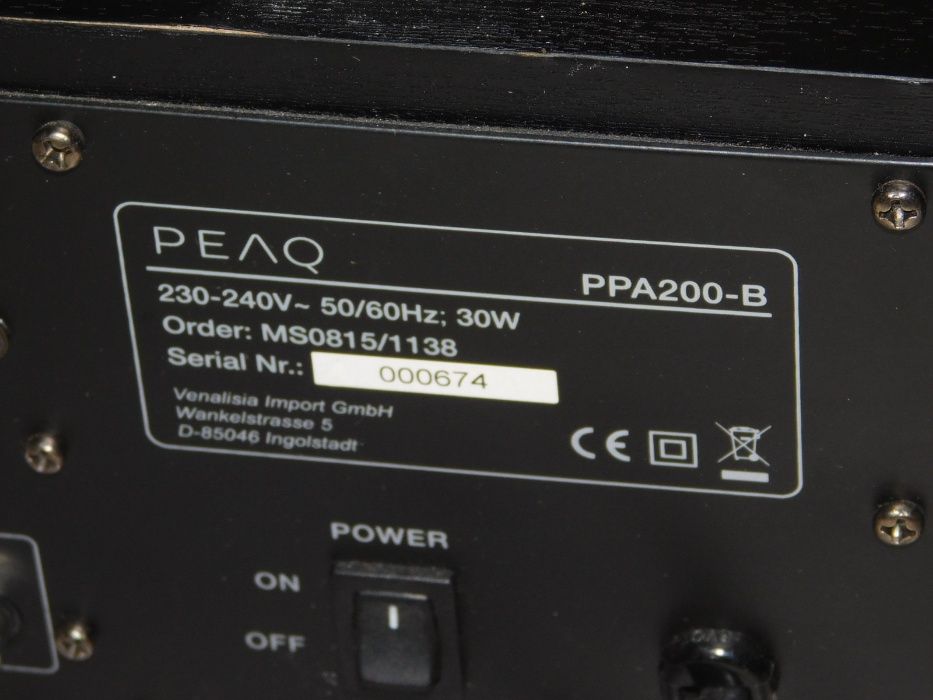 PEAQ
PPA200-B
230-240V~ 50/60Hz; 30W
Order: MS0815/1138
Serial Nr.: 000674
Venalisia Import GmbH
Wankelstrasse 5
D-85046 Ingolstadt
CE
POWER
ON
OFF